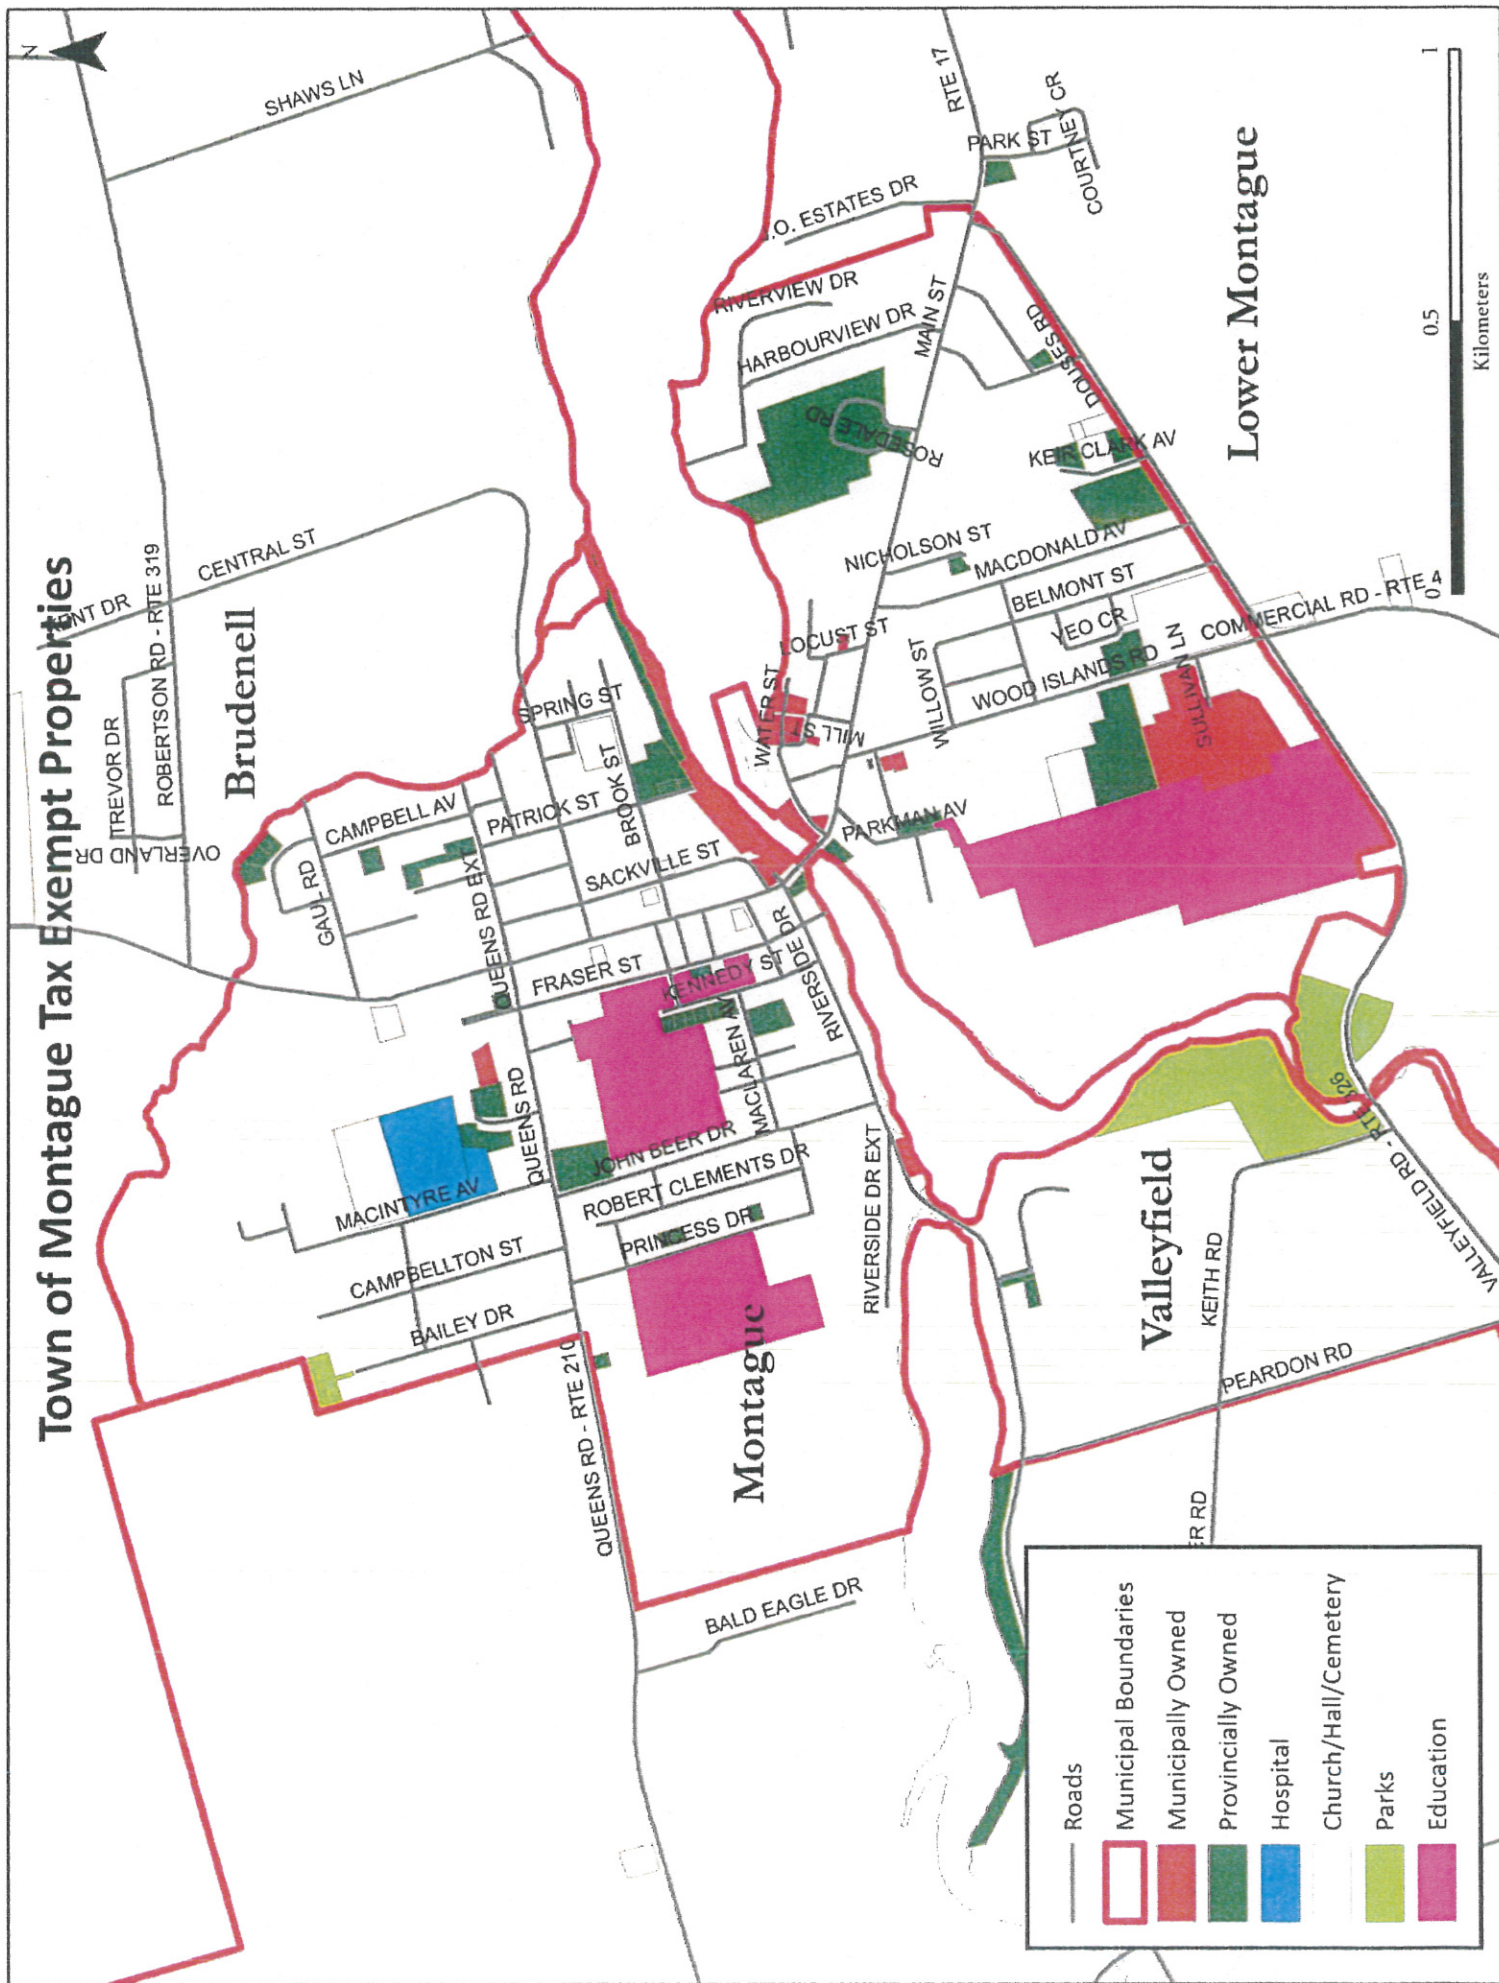 Town of Montague Tax Exempt Properties
N
SHAWS LN
CENTRAL ST
ROBERTSON RD - RTE 319
TREVOR DR
OVERLAND DR
Brudenell
SPRING ST
CAMPBELL AV
PATRICK ST
BROOK ST
GAUL RD
SACKVILLE ST
QUEENS RD EXT
FRASER ST
KENNEDY ST
RIVERSIDE DR
MACLAREN AV
QUEENS RD
JOHN BEER DR
MACINTYRE AV
ROBERT CLEMENTS DR
CAMPBELLTON ST
PRINCESS DR
BAILEY DR
RIVERSIDE DR EXT
QUEENS RD - RTE 210
Montague
BALD EAGLE DR
RTE 17
PARK ST
COURTNEY CR
RIVERVIEW DR
HARBOURVIEW DR
MAIN ST
DOUSES RD
ROSEDALE RD
KEIR CLARK AV
Lower Montague
NICHOLSON ST
MACDONALD AV
BELMONT ST
LOCUST ST
YEO CR
COMMERCIAL RD - RTE 4
WATER ST
MILL ST
WILLOW ST
WOOD ISLANDS RD
SULLIVAN LN
PARKMAN AV
Valleyfield
KEITH RD
VALLEYFIELD RD - RTE 326
PEARDON RD
ER RD
0 0.5 1
Kilometers
Roads
Municipal Boundaries
Municipally Owned
Provincially Owned
Hospital
Church/Hall/Cemetery
Parks
Education